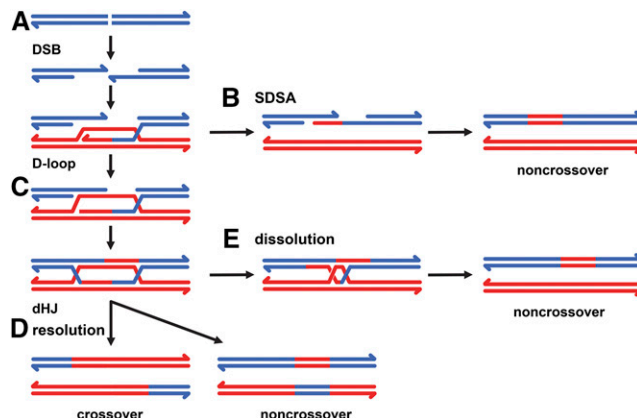 A
DSB
B SDSA
noncrossover
D-loop
C
E dissolution
noncrossover
dHJ
D resolution
crossover
noncrossover